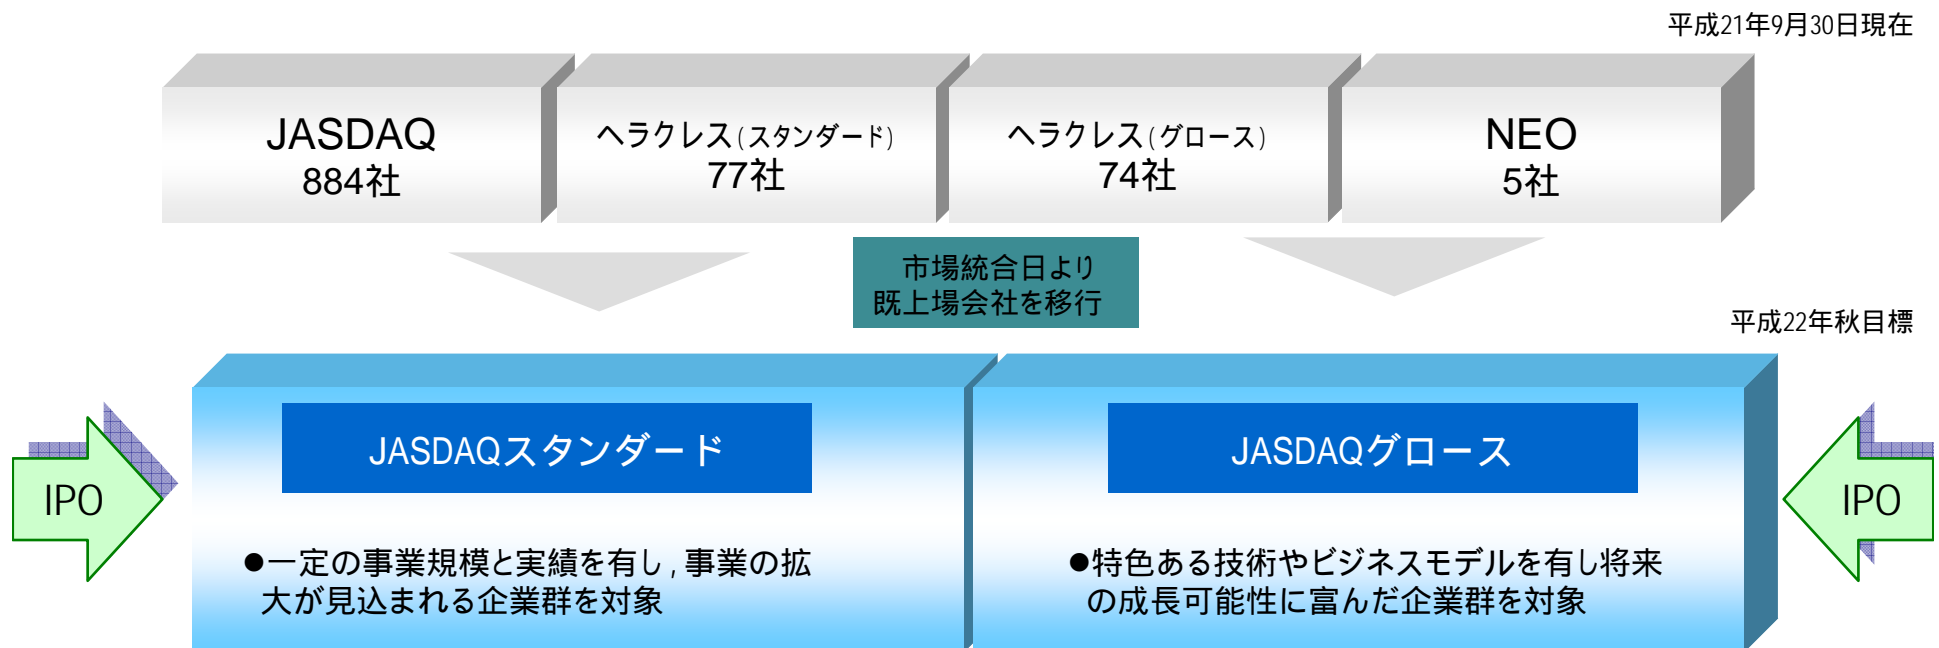 平成21年9月30日現在
JASDAQ
884社
ヘラクレス(スタンダード)
77社
ヘラクレス(グロース)
74社
NEO
5社
市場統合日より
既上場会社を移行
平成22年秋目標
IPO
JASDAQスタンダード
●一定の事業規模と実績を有し,事業の拡
大が見込まれる企業群を対象
JASDAQグロース
●特色ある技術やビジネスモデルを有し将来
の成長可能性に富んだ企業群を対象
IPO